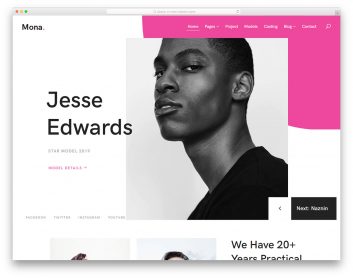 Mona.
Home Pages Project Models Casting Blog Contact
Jesse
Edwards
STAR MODEL 2019
MODEL DETAILS
Next: Naznin
FACEBOOK TWITTER INSTAGRAM YOUTUBE
We Have 20+
Years Practical